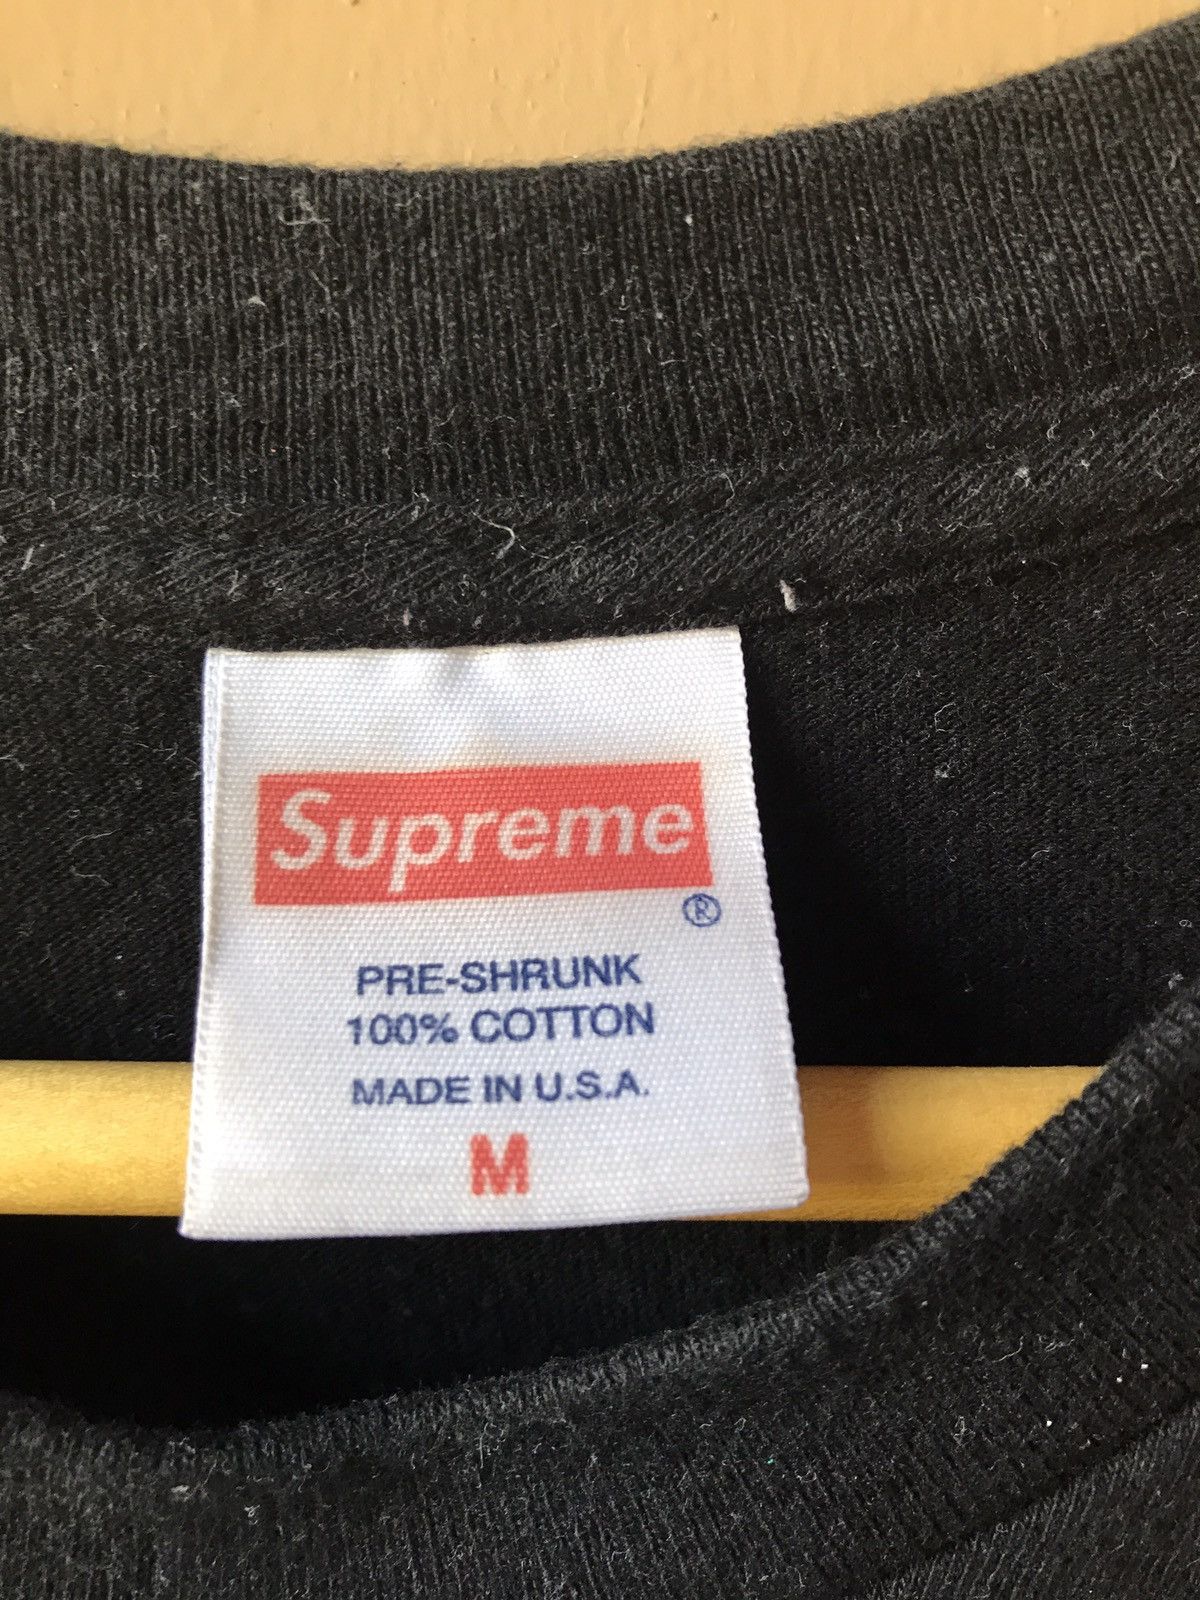 Supreme
®
PRE-SHRUNK
100% COTTON
MADE IN U.S.A.
M